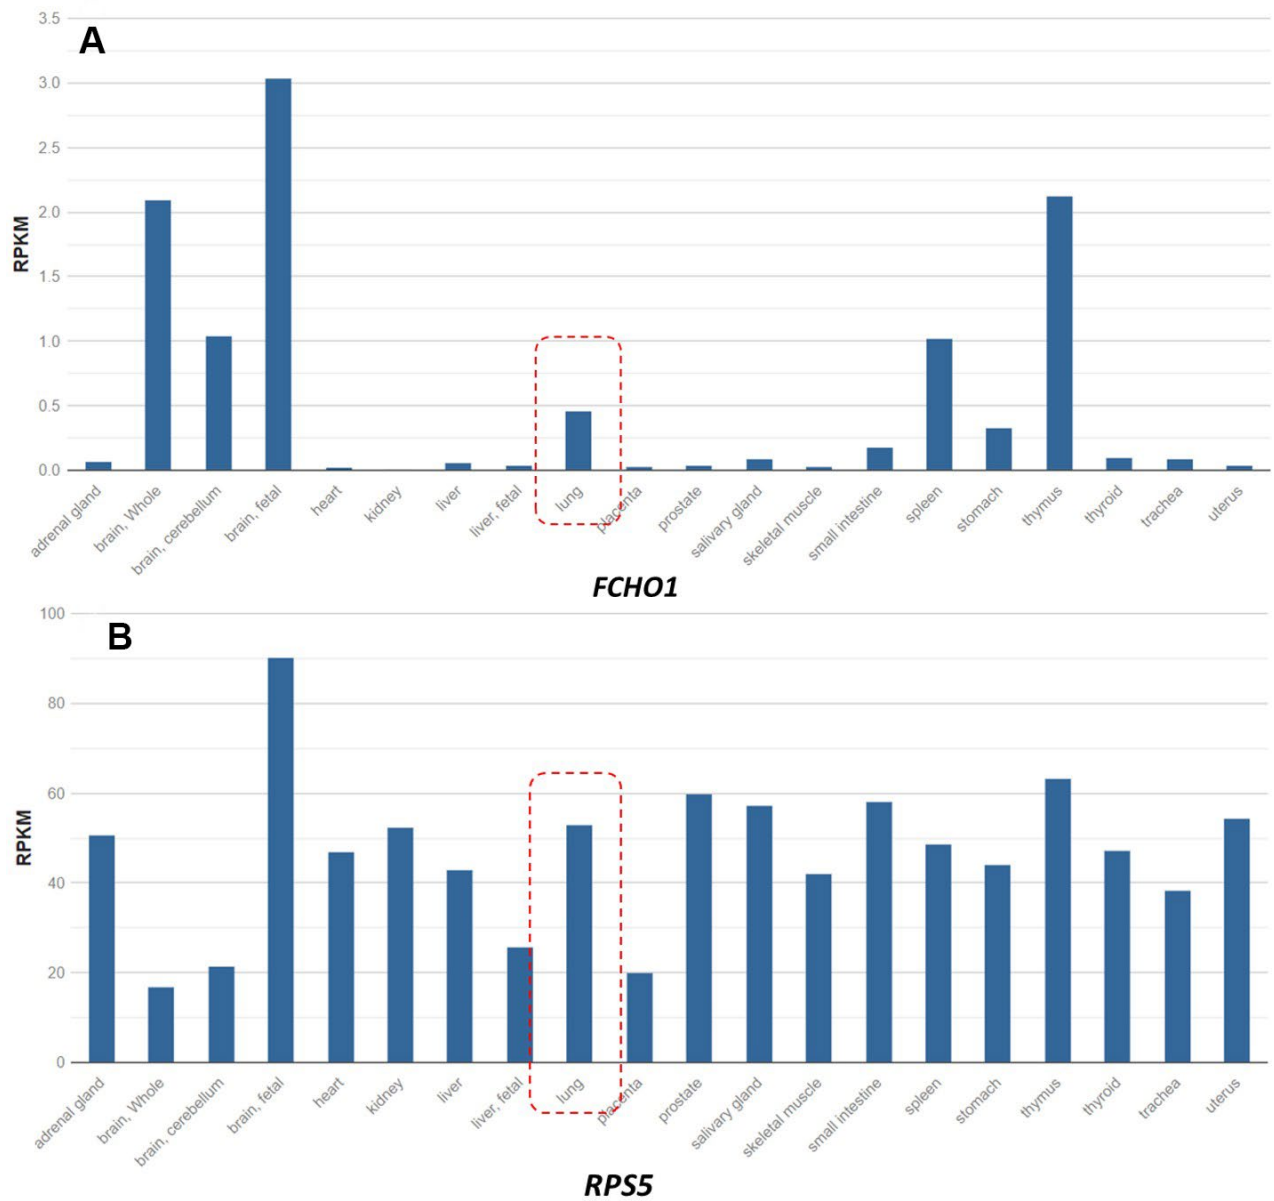 A
3.5
3.0
2.5
2.0
1.5
1.0
0.5
0.0
RPKM
adrenal gland
brain, Whole
brain, cerebellum
brain, fetal
heart
kidney
liver
liver, fetal
lung
placenta
prostate
salivary gland
skeletal muscle
small intestine
spleen
stomach
thymus
thyroid
trachea
uterus
FCHO1
B
100
80
60
40
20
0
RPKM
adrenal gland
brain, Whole
brain, cerebellum
brain, fetal
heart
kidney
liver
liver, fetal
lung
placenta
prostate
salivary gland
skeletal muscle
small intestine
spleen
stomach
thymus
thyroid
trachea
uterus
RPS5